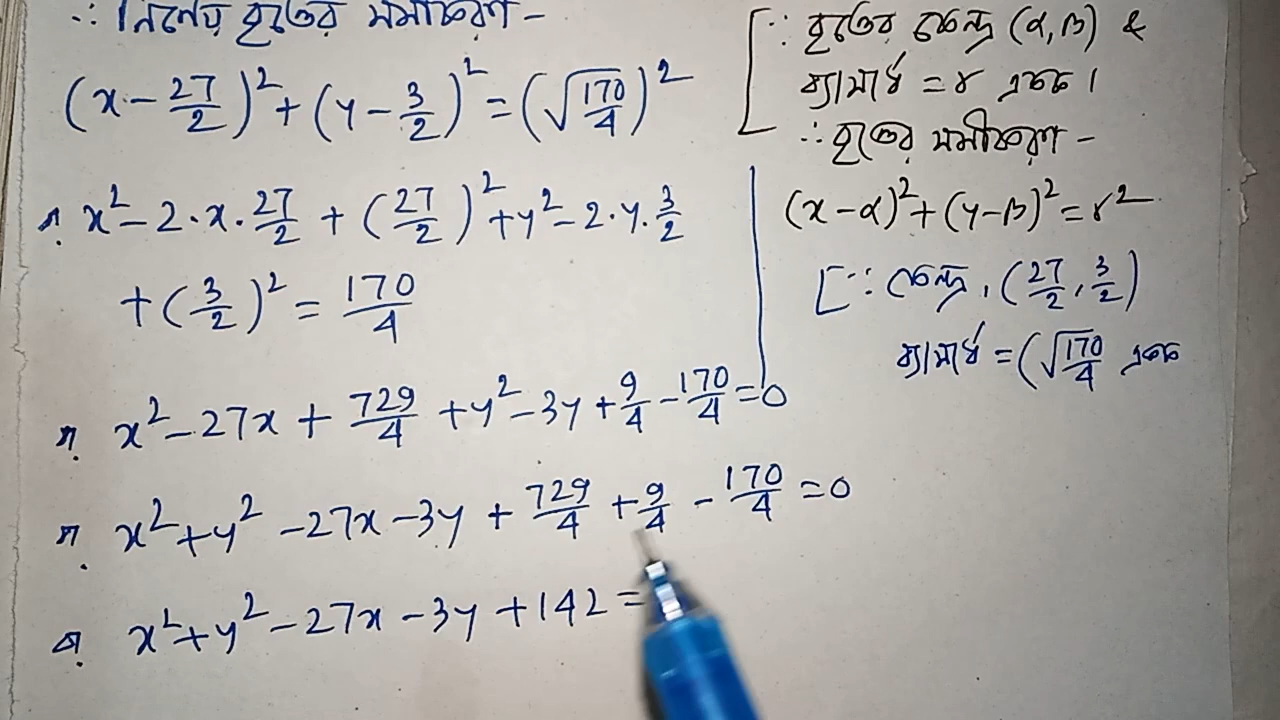 ∴ নির্ণেয় বৃত্তের সমীকরণ -
(x - 27/2)² + (y - 3/2)² = (√170/4)²
বা, x² - 2·x·27/2 + (27/2)² + y² - 2·y·3/2
+ (3/2)² = 170/4
বা, x² - 27x + 729/4 + y² - 3y + 9/4 - 170/4 = 0
বা, x² + y² - 27x - 3y + 729/4 + 9/4 - 170/4 = 0
বা, x² + y² - 27x - 3y + 142 =
[∵ বৃত্তের কেন্দ্র (α, β) &
ব্যাসার্ধ = r একক।
∴ বৃত্তের সমীকরণ -
(x - α)² + (y - β)² = r²
[∵ কেন্দ্র, (27/2, 3/2)
ব্যাসার্ধ = (√170/4 একক